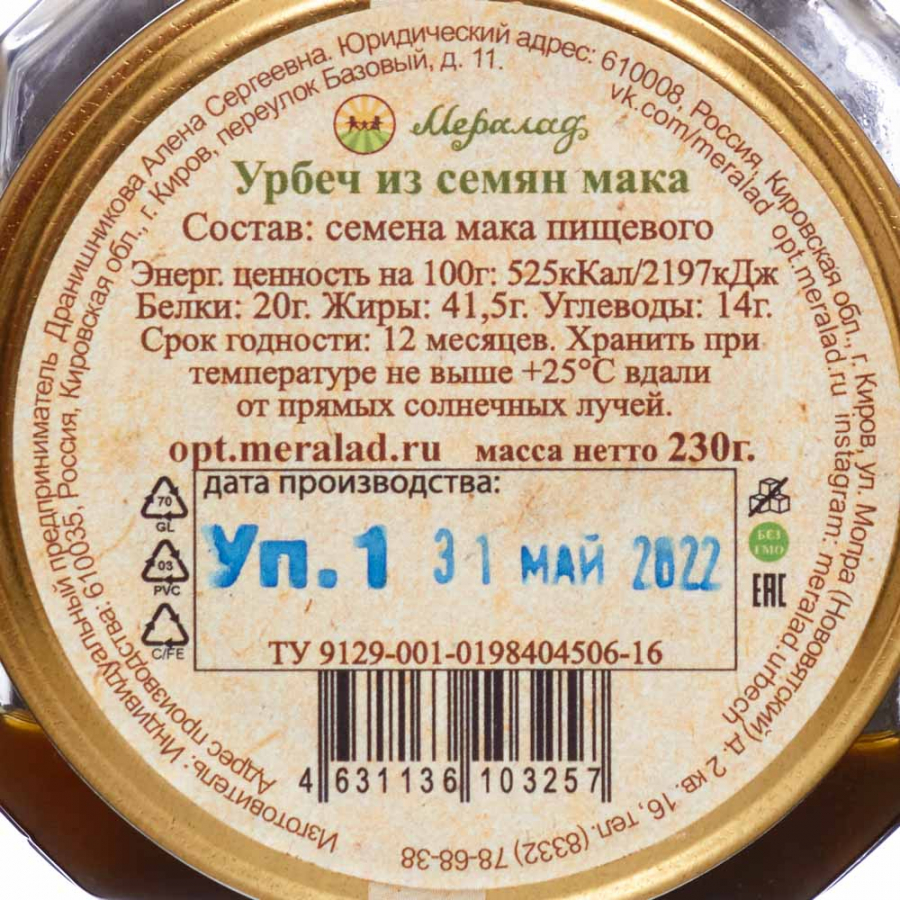 Изготовитель: Индивидуальный предприниматель Дранишникова Алена Сергеевна. Юридический адрес: 610008, Россия, Кировская обл., г. Киров, ул. Мопра (Нововятский) д. 2 кв. 16, тел. (8332) 78-68-38
Адрес производства: 610035, Россия, Кировская обл., г. Киров, переулок Базовый, д. 11.
vk.com/meralad opt.meralad.ru instagram: meralad.urbech
Мералад
Урбеч из семян мака
Состав: семена мака пищевого
Энерг. ценность на 100г: 525кКал/2197кДж
Белки: 20г. Жиры: 41,5г. Углеводы: 14г.
Срок годности: 12 месяцев. Хранить при
температуре не выше +25°C вдали
от прямых солнечных лучей.
opt.meralad.ru масса нетто 230г.
дата производства:
Уп.1 31 МАЙ 2022
ТУ 9129-001-0198404506-16
70
GL
03
PVC
C/FE
БЕЗ
ГМО
EAC
4 631136 103257